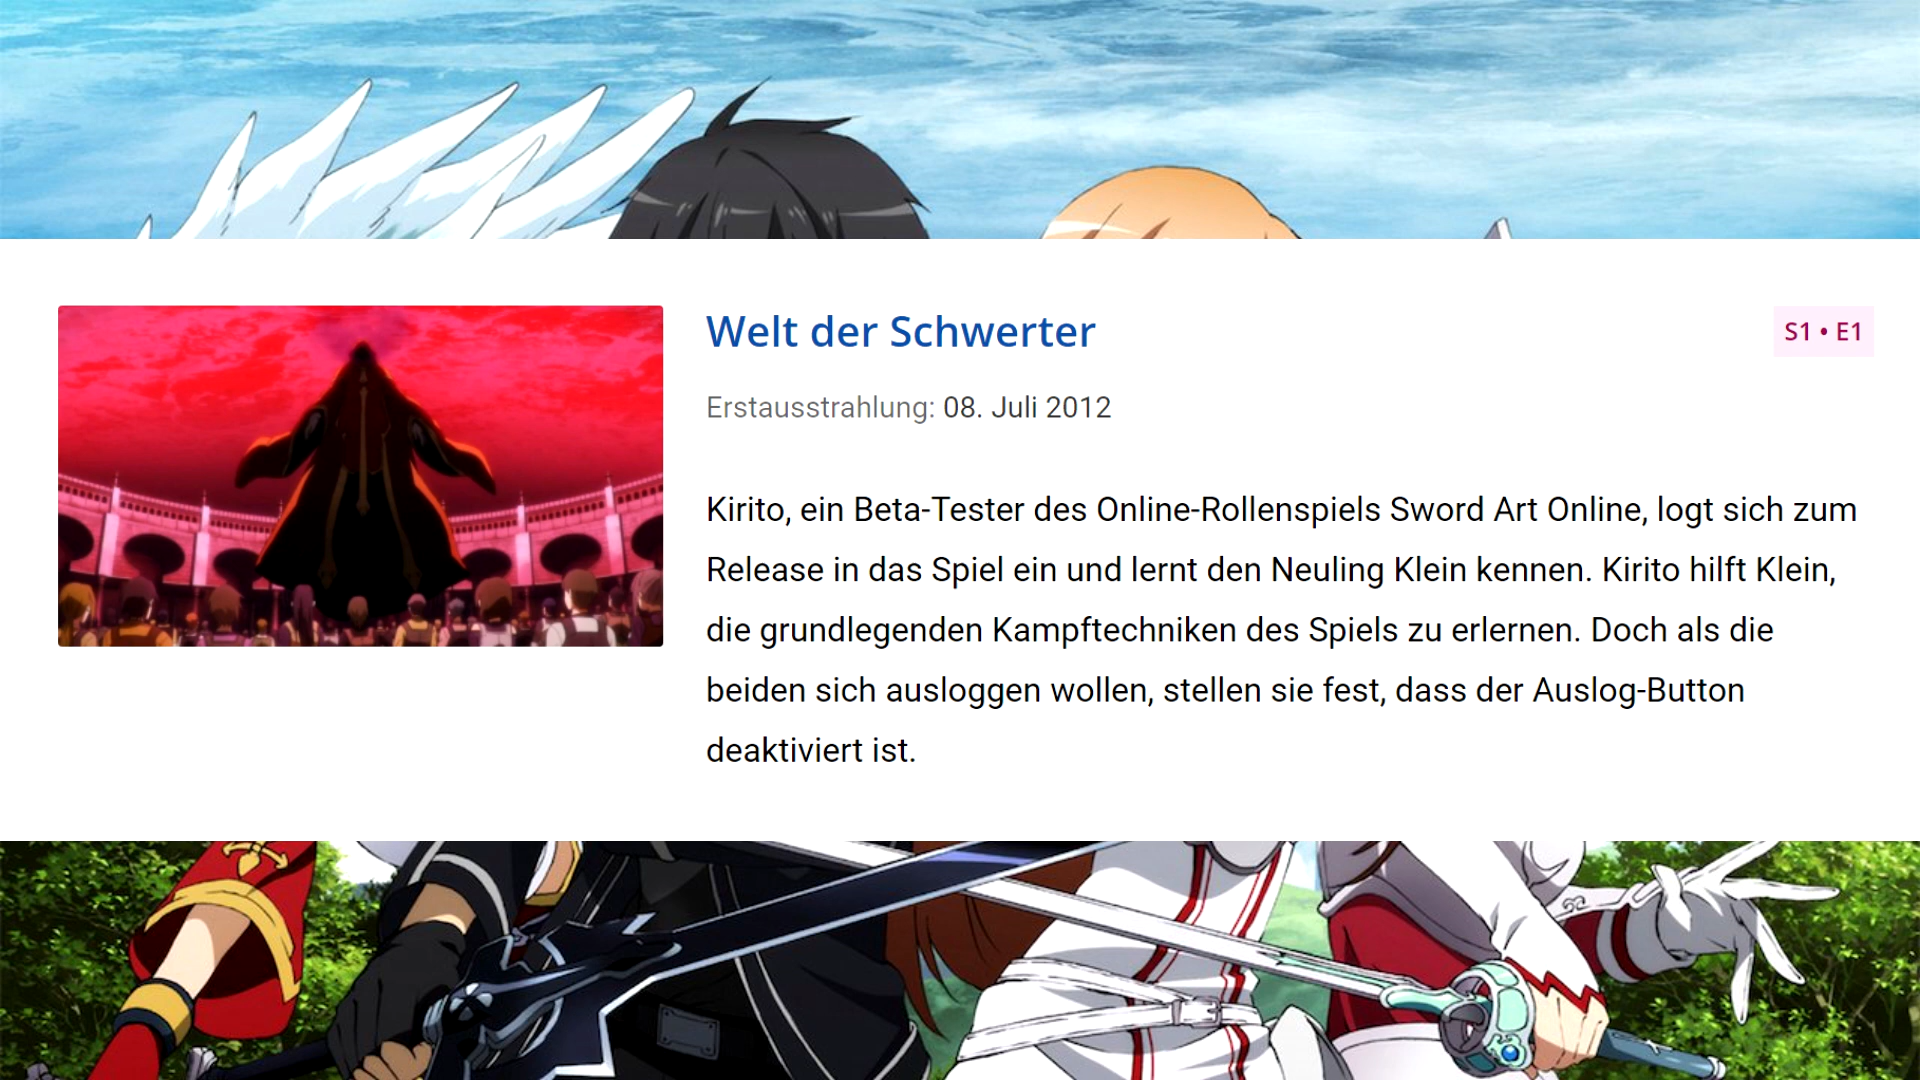 Welt der Schwerter
S1 • E1
Erstausstrahlung: 08. Juli 2012
Kirito, ein Beta-Tester des Online-Rollenspiels Sword Art Online, logt sich zum
Release in das Spiel ein und lernt den Neuling Klein kennen. Kirito hilft Klein,
die grundlegenden Kampftechniken des Spiels zu erlernen. Doch als die
beiden sich ausloggen wollen, stellen sie fest, dass der Auslog-Button
deaktiviert ist.